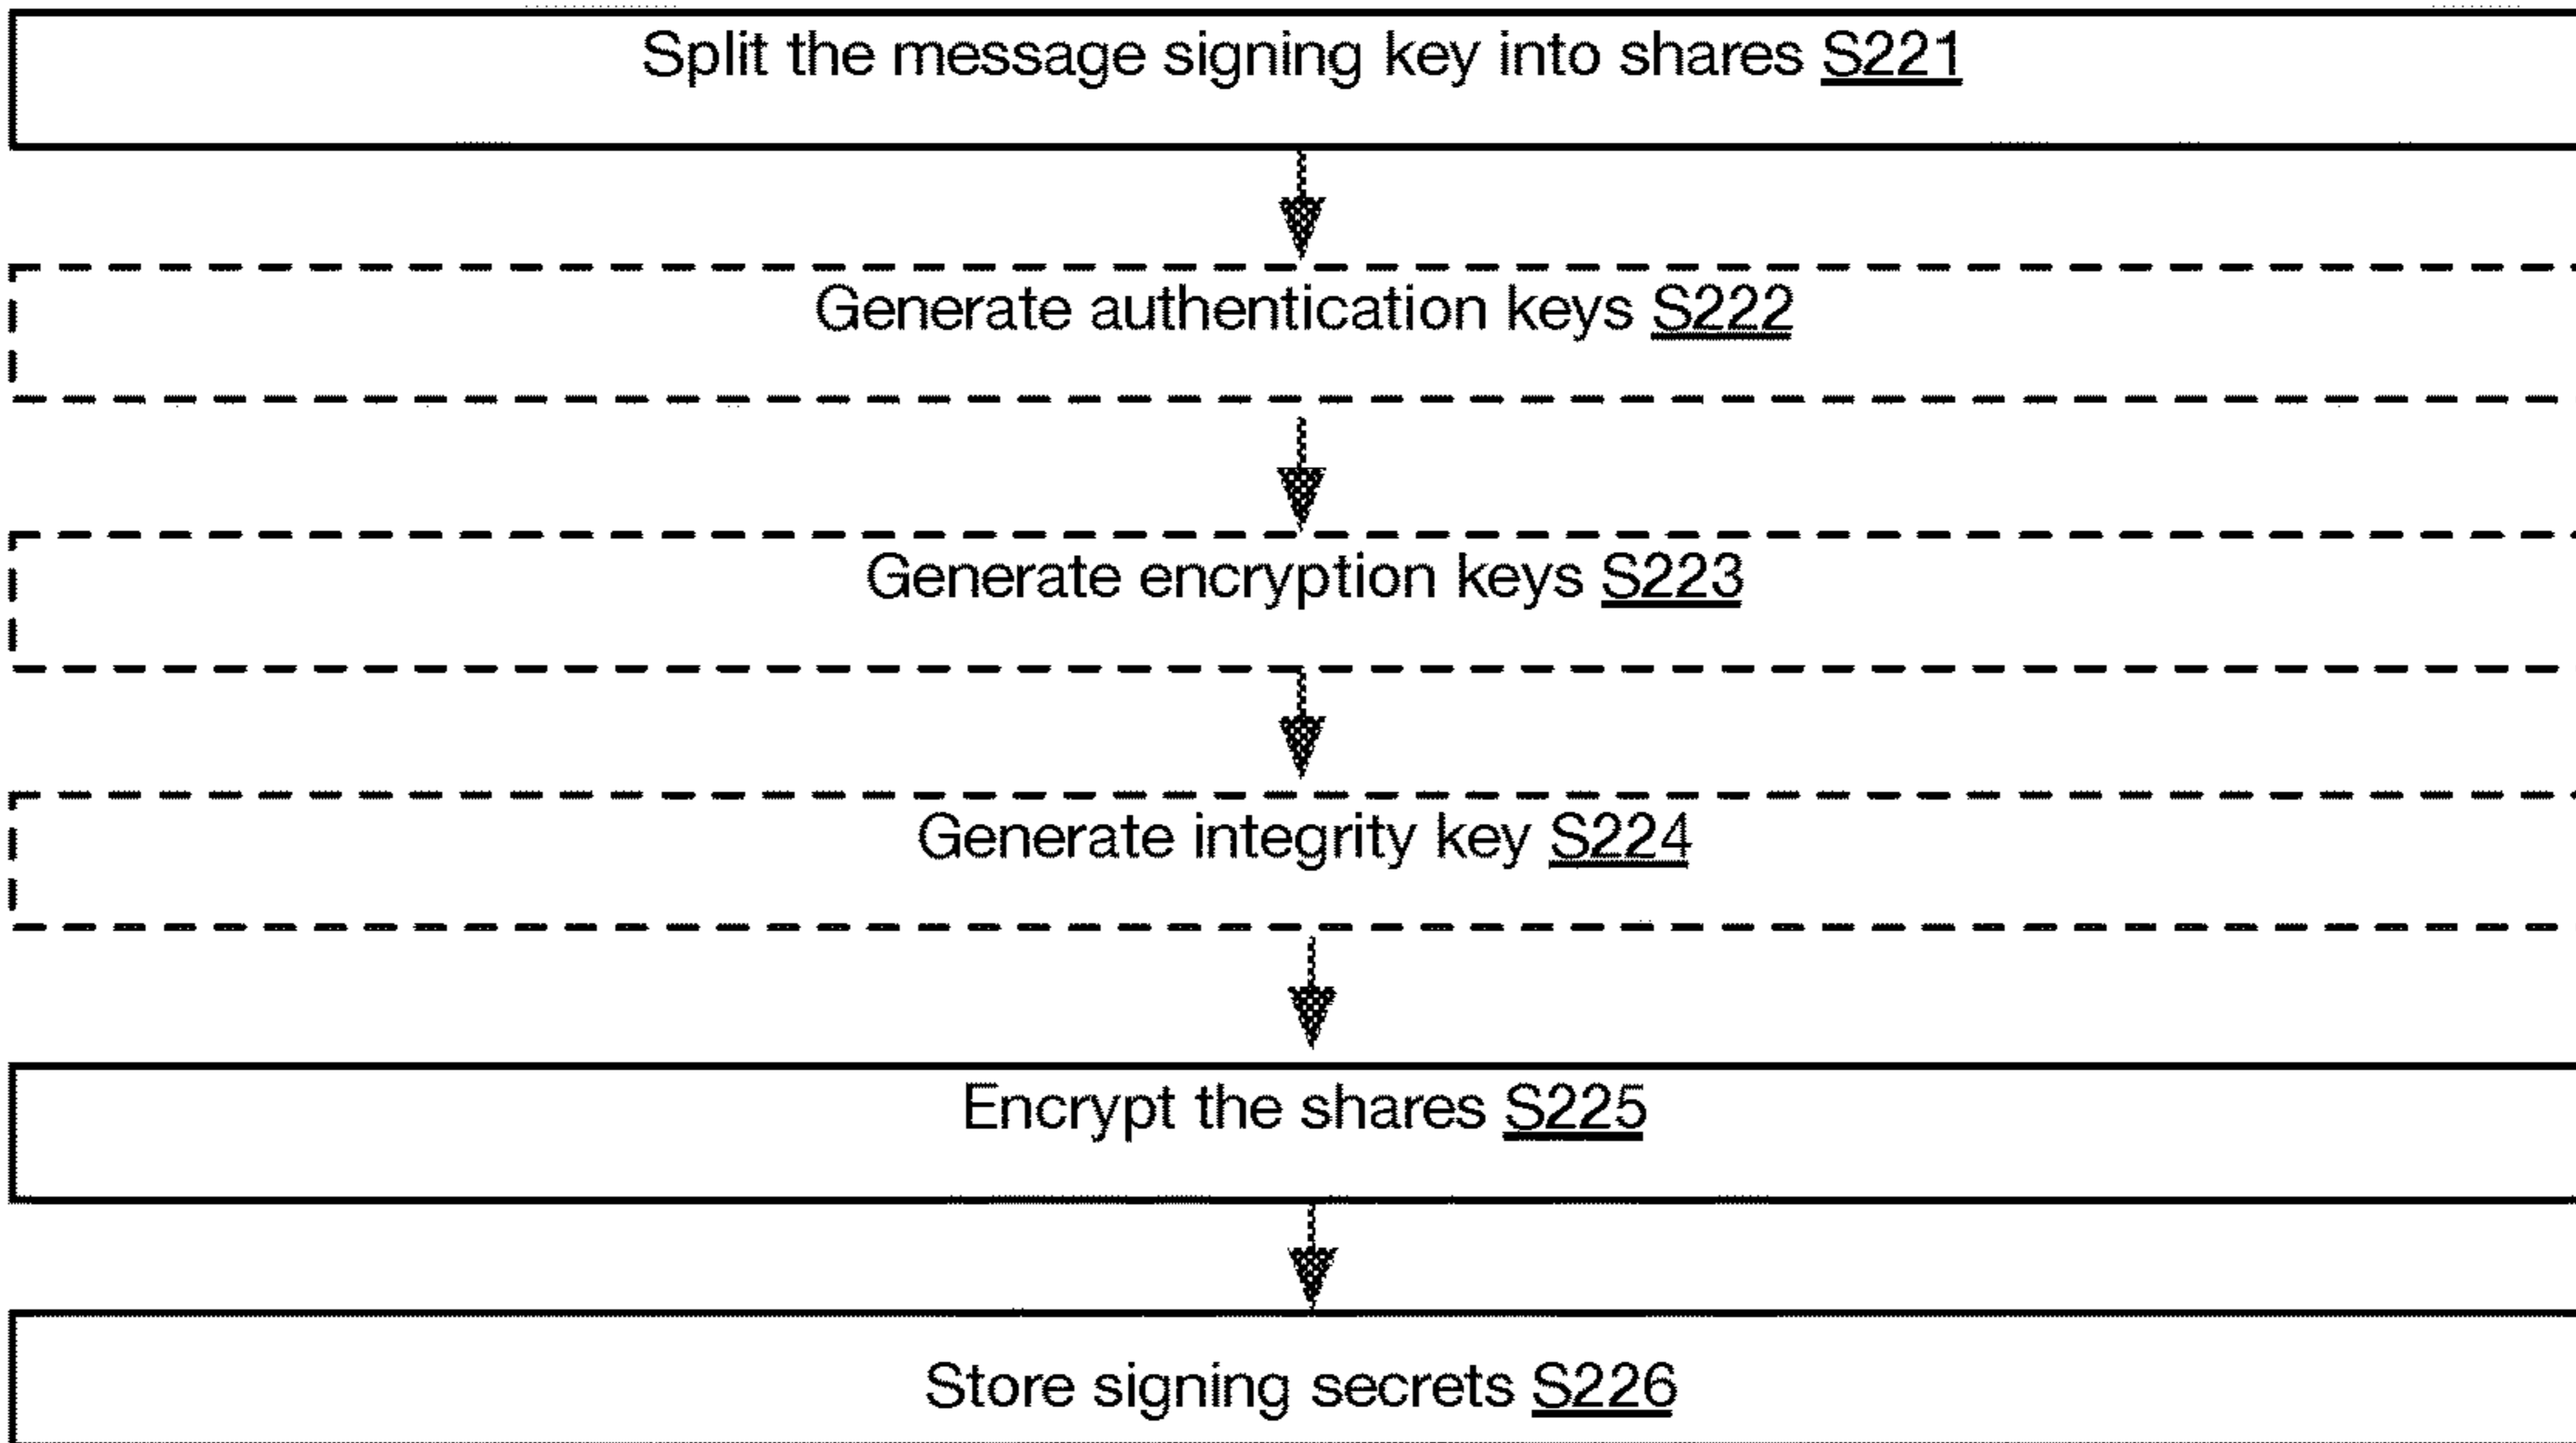 Split the message signing key into shares S221
Generate authentication keys S222
Generate encryption keys S223
Generate integrity key S224
Encrypt the shares S225
Store signing secrets S226